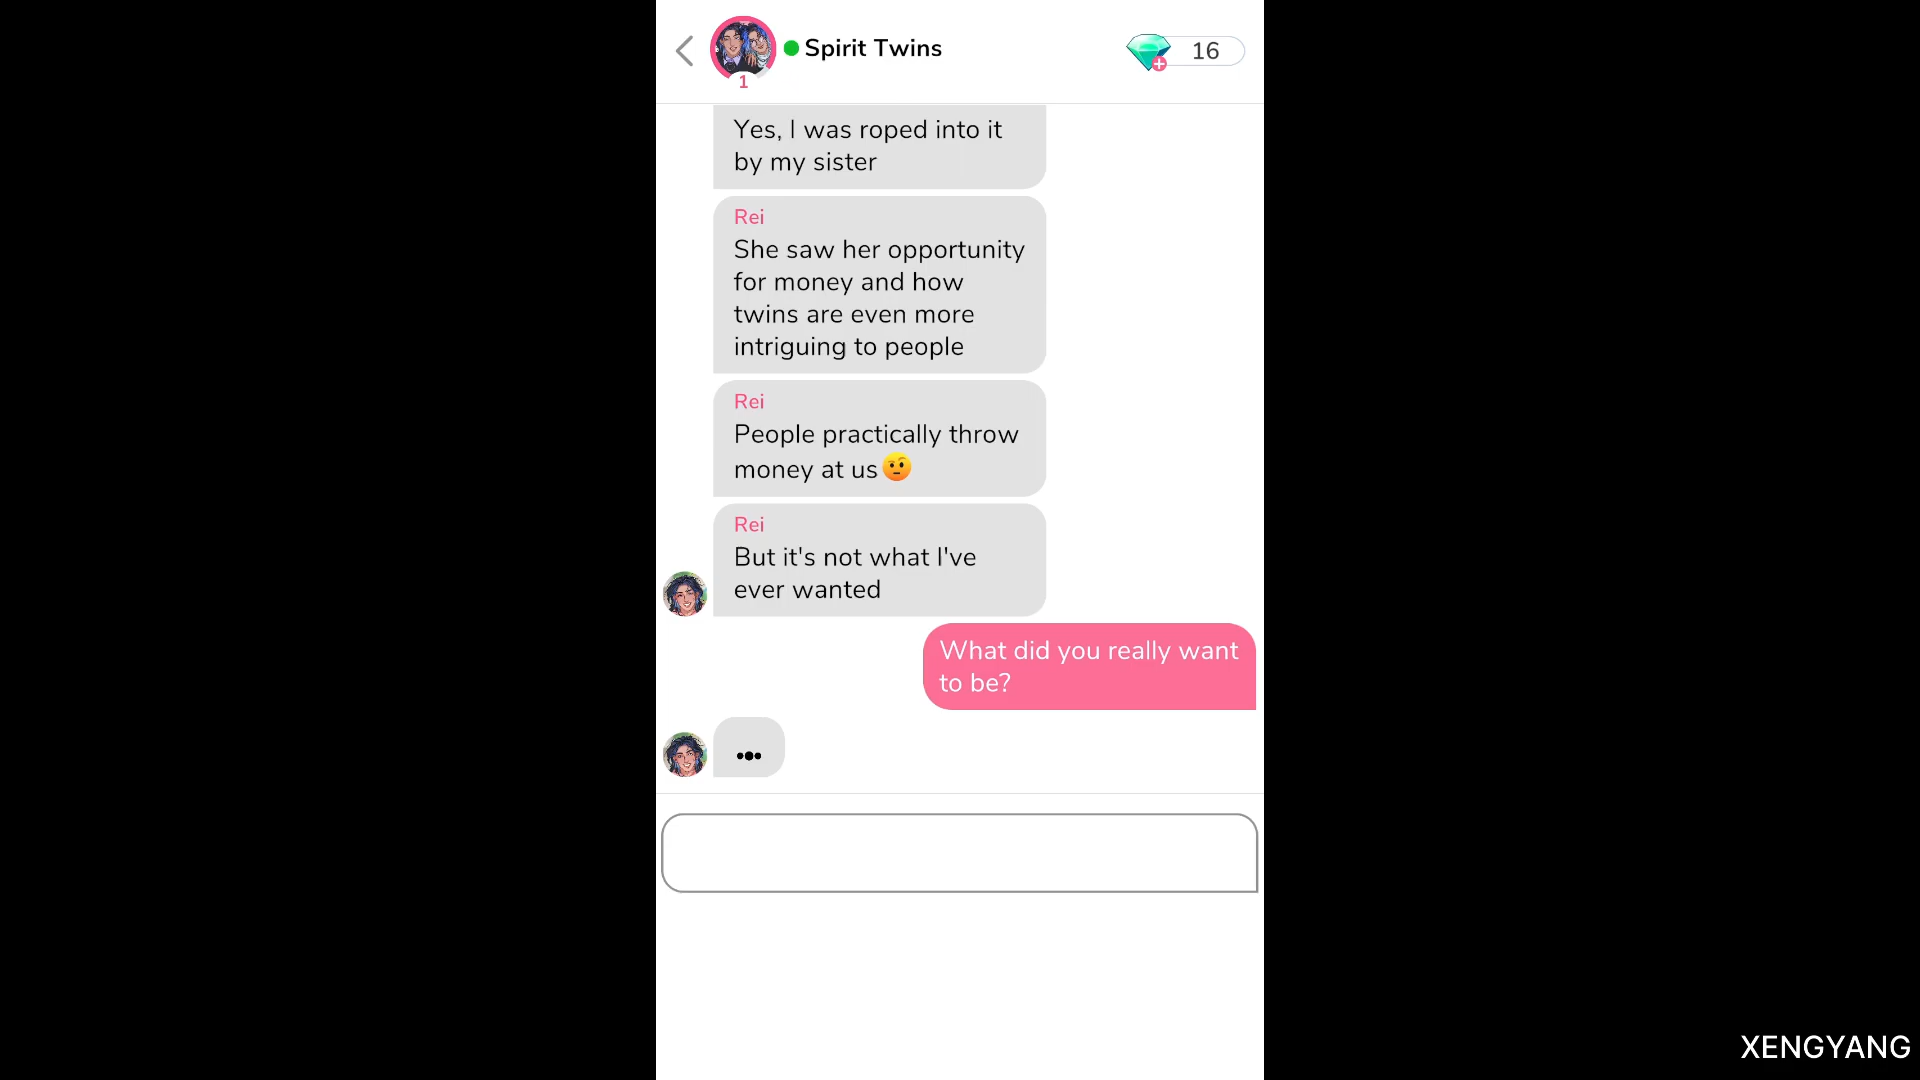 Spirit Twins
16
1
Yes, I was roped into it
by my sister
Rei
She saw her opportunity
for money and how
twins are even more
intriguing to people
Rei
People practically throw
money at us🤨
Rei
But it's not what I've
ever wanted
What did you really want
to be?
XENGYANG